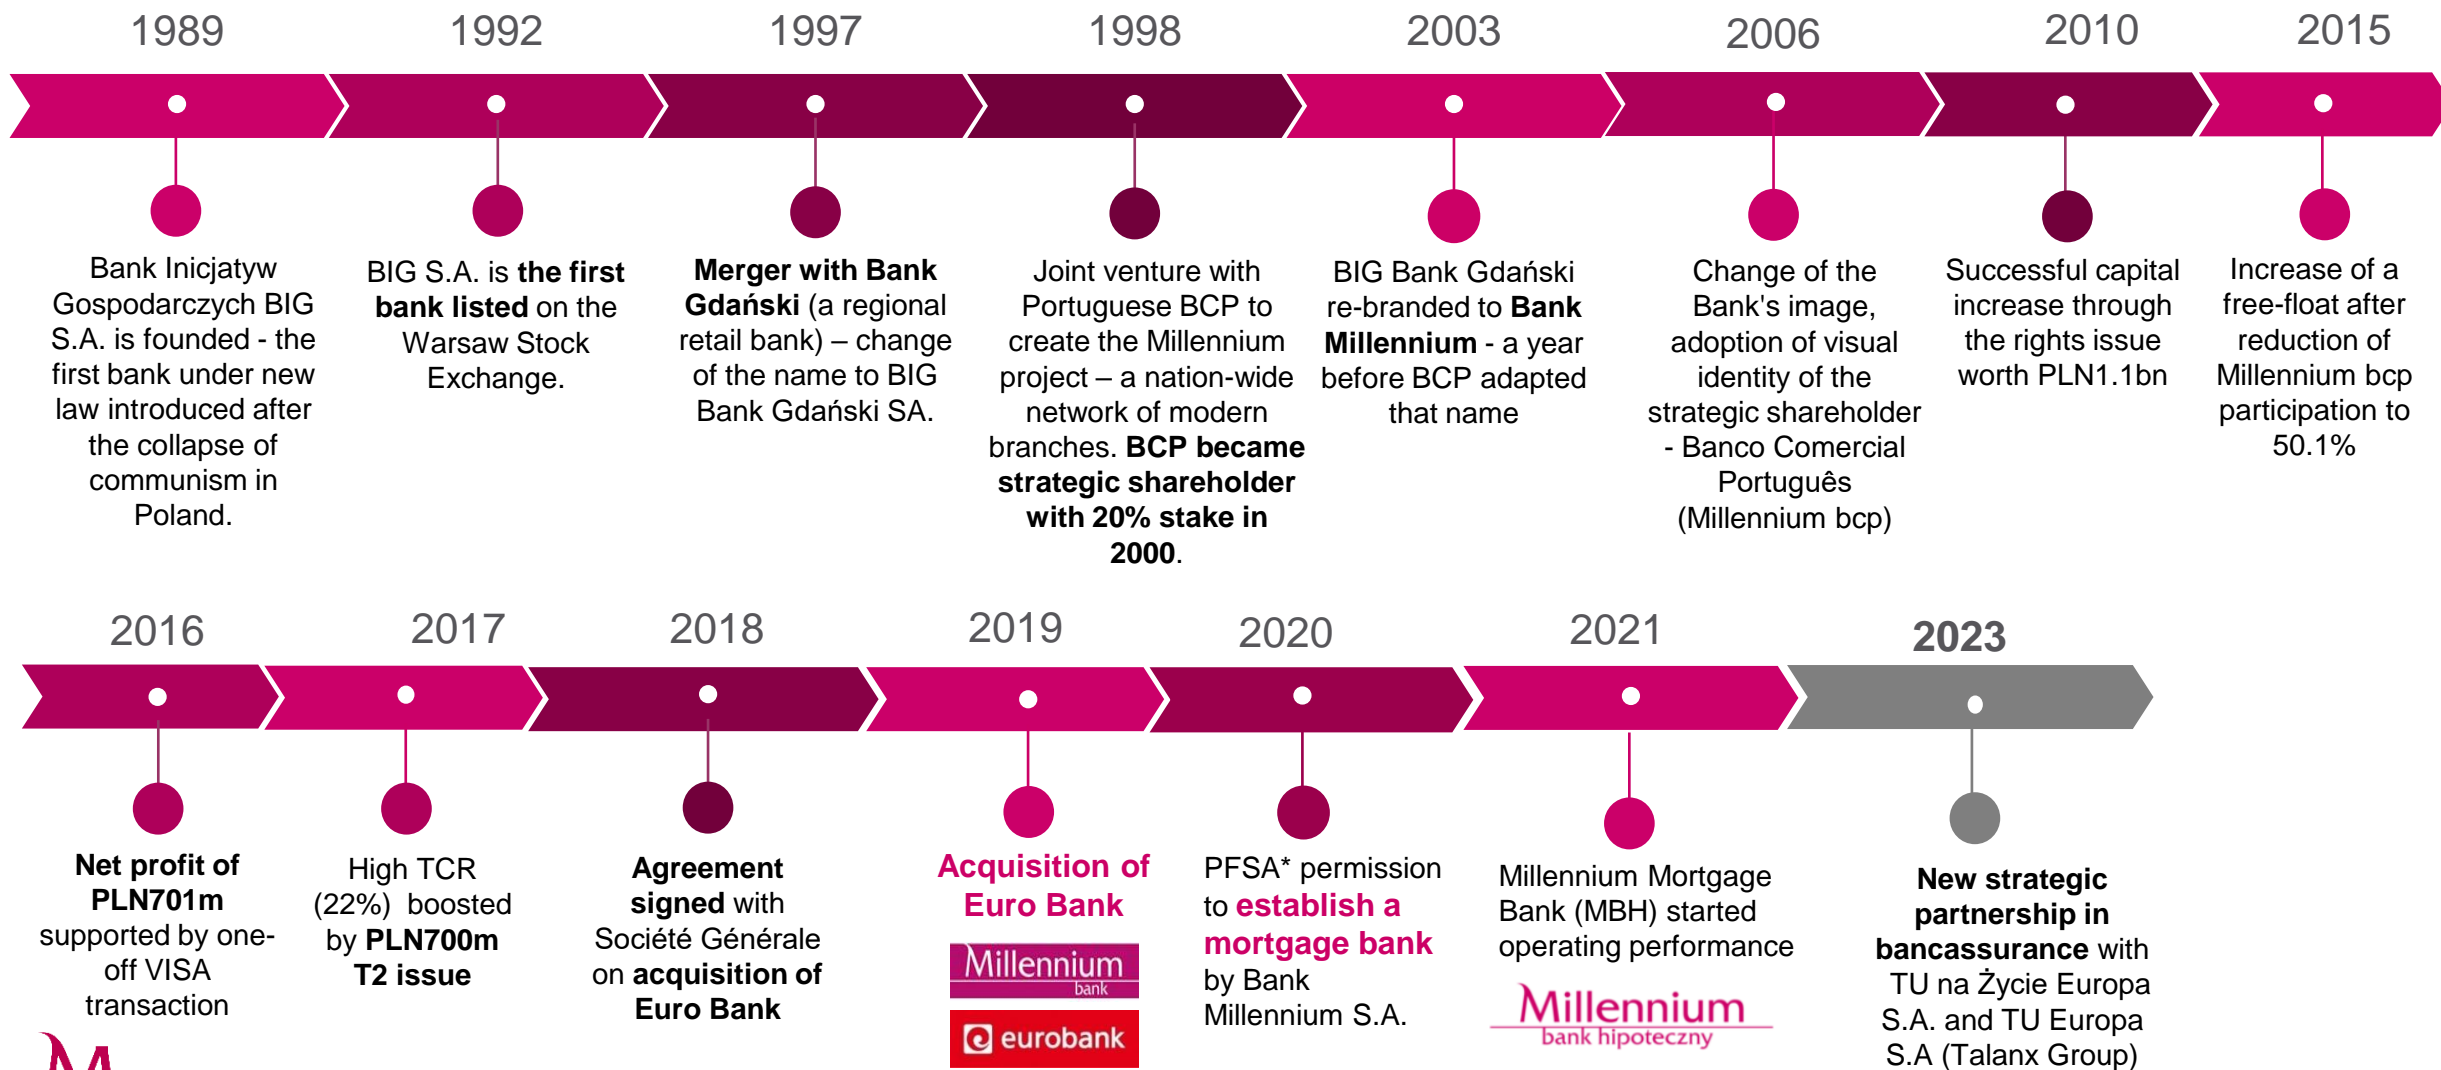 1989
1992
1997
1998
2003
2006
2010
2015
Bank Inicjatyw
Gospodarczych BIG
S.A. is founded - the
first bank under new
law introduced after
the collapse of
communism in
Poland.
BIG S.A. is the first
bank listed on the
Warsaw Stock
Exchange.
Merger with Bank
Gdański (a regional
retail bank) – change
of the name to BIG
Bank Gdański SA.
Joint venture with
Portuguese BCP to
create the Millennium
project – a nation-wide
network of modern
branches. BCP became
strategic shareholder
with 20% stake in
2000.
BIG Bank Gdański
re-branded to Bank
Millennium - a year
before BCP adapted
that name
Change of the
Bank's image,
adoption of visual
identity of the
strategic shareholder
- Banco Comercial
Português
(Millennium bcp)
Successful capital
increase through
the rights issue
worth PLN1.1bn
Increase of a
free-float after
reduction of
Millennium bcp
participation to
50.1%
2016
2017
2018
2019
2020
2021
2023
Net profit of
PLN701m
supported by one-
off VISA
transaction
High TCR
(22%) boosted
by PLN700m
T2 issue
Agreement
signed with
Société Générale
on acquisition of
Euro Bank
Acquisition of
Euro Bank
Millennium
bank
eurobank
PFSA* permission
to establish a
mortgage bank
by Bank
Millennium S.A.
Millennium Mortgage
Bank (MBH) started
operating performance
Millennium
bank hipoteczny
New strategic
partnership in
bancassurance with
TU na Życie Europa
S.A. and TU Europa
S.A (Talanx Group)
M